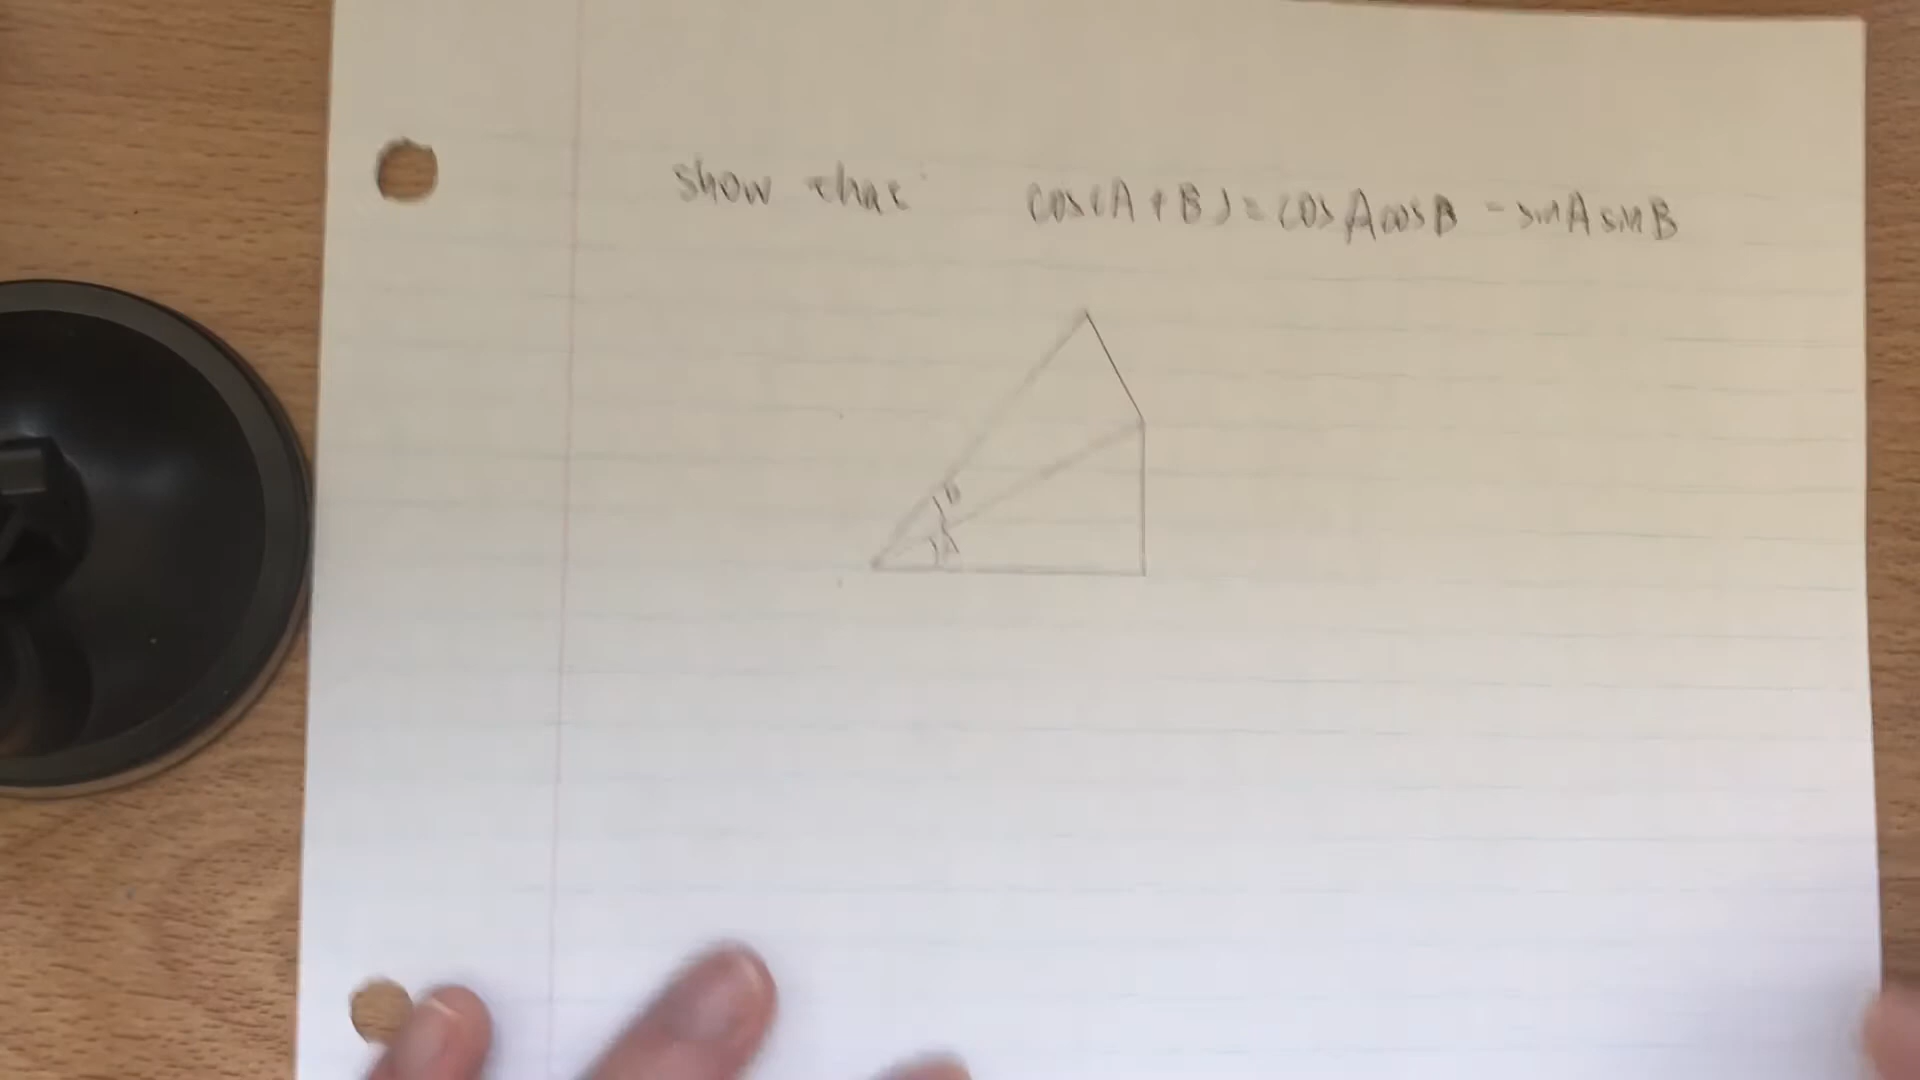 show that cos(A + B) = cos A cos B - sin A sin B
B
A